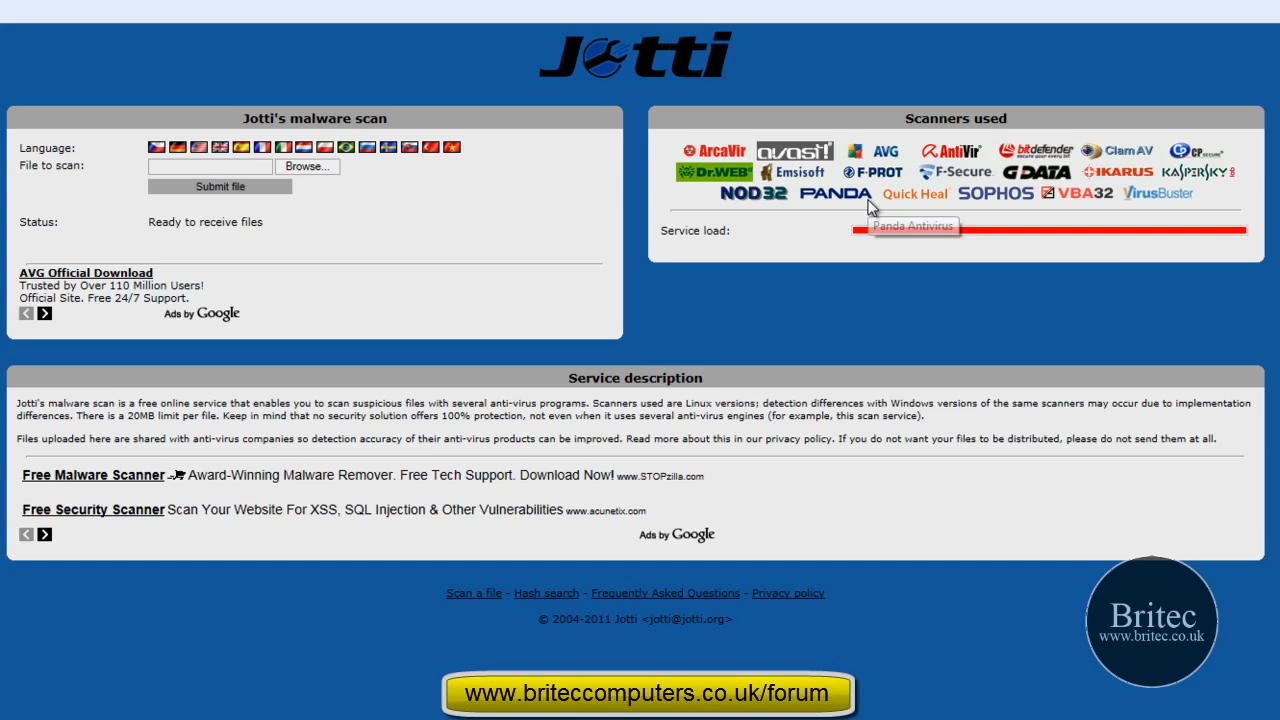 Jotti
Jotti's malware scan
Language:
File to scan:
Browse...
Submit file
Status:
Ready to receive files
AVG Official Download
Trusted by Over 110 Million Users!
Official Site. Free 24/7 Support.
Ads by Google
Scanners used
ArcaVir avast! AVG AntiVir bitdefender secure your every bit ClamAV CP SECURE
Dr.WEB Emsisoft F-PROT F-Secure G DATA IKARUS KASPERSKY
NOD32 PANDA Quick Heal SOPHOS VBA32 VirusBuster
Panda Antivirus
Service load:
Service description
Jotti's malware scan is a free online service that enables you to scan suspicious files with several anti-virus programs. Scanners used are Linux versions; detection differences with Windows versions of the same scanners may occur due to implementation
differences. There is a 20MB limit per file. Keep in mind that no security solution offers 100% protection, not even when it uses several anti-virus engines (for example, this scan service).
Files uploaded here are shared with anti-virus companies so detection accuracy of their anti-virus products can be improved. Read more about this in our privacy policy. If you do not want your files to be distributed, please do not send them at all.
Free Malware Scanner Award-Winning Malware Remover. Free Tech Support. Download Now! www.STOPzilla.com
Free Security Scanner Scan Your Website For XSS, SQL Injection & Other Vulnerabilities www.acunetix.com
Ads by Google
Scan a file - Hash search - Frequently Asked Questions - Privacy policy
© 2004-2011 Jotti <jotti@jotti.org>
Britec
www.britec.co.uk
www.briteccomputers.co.uk/forum